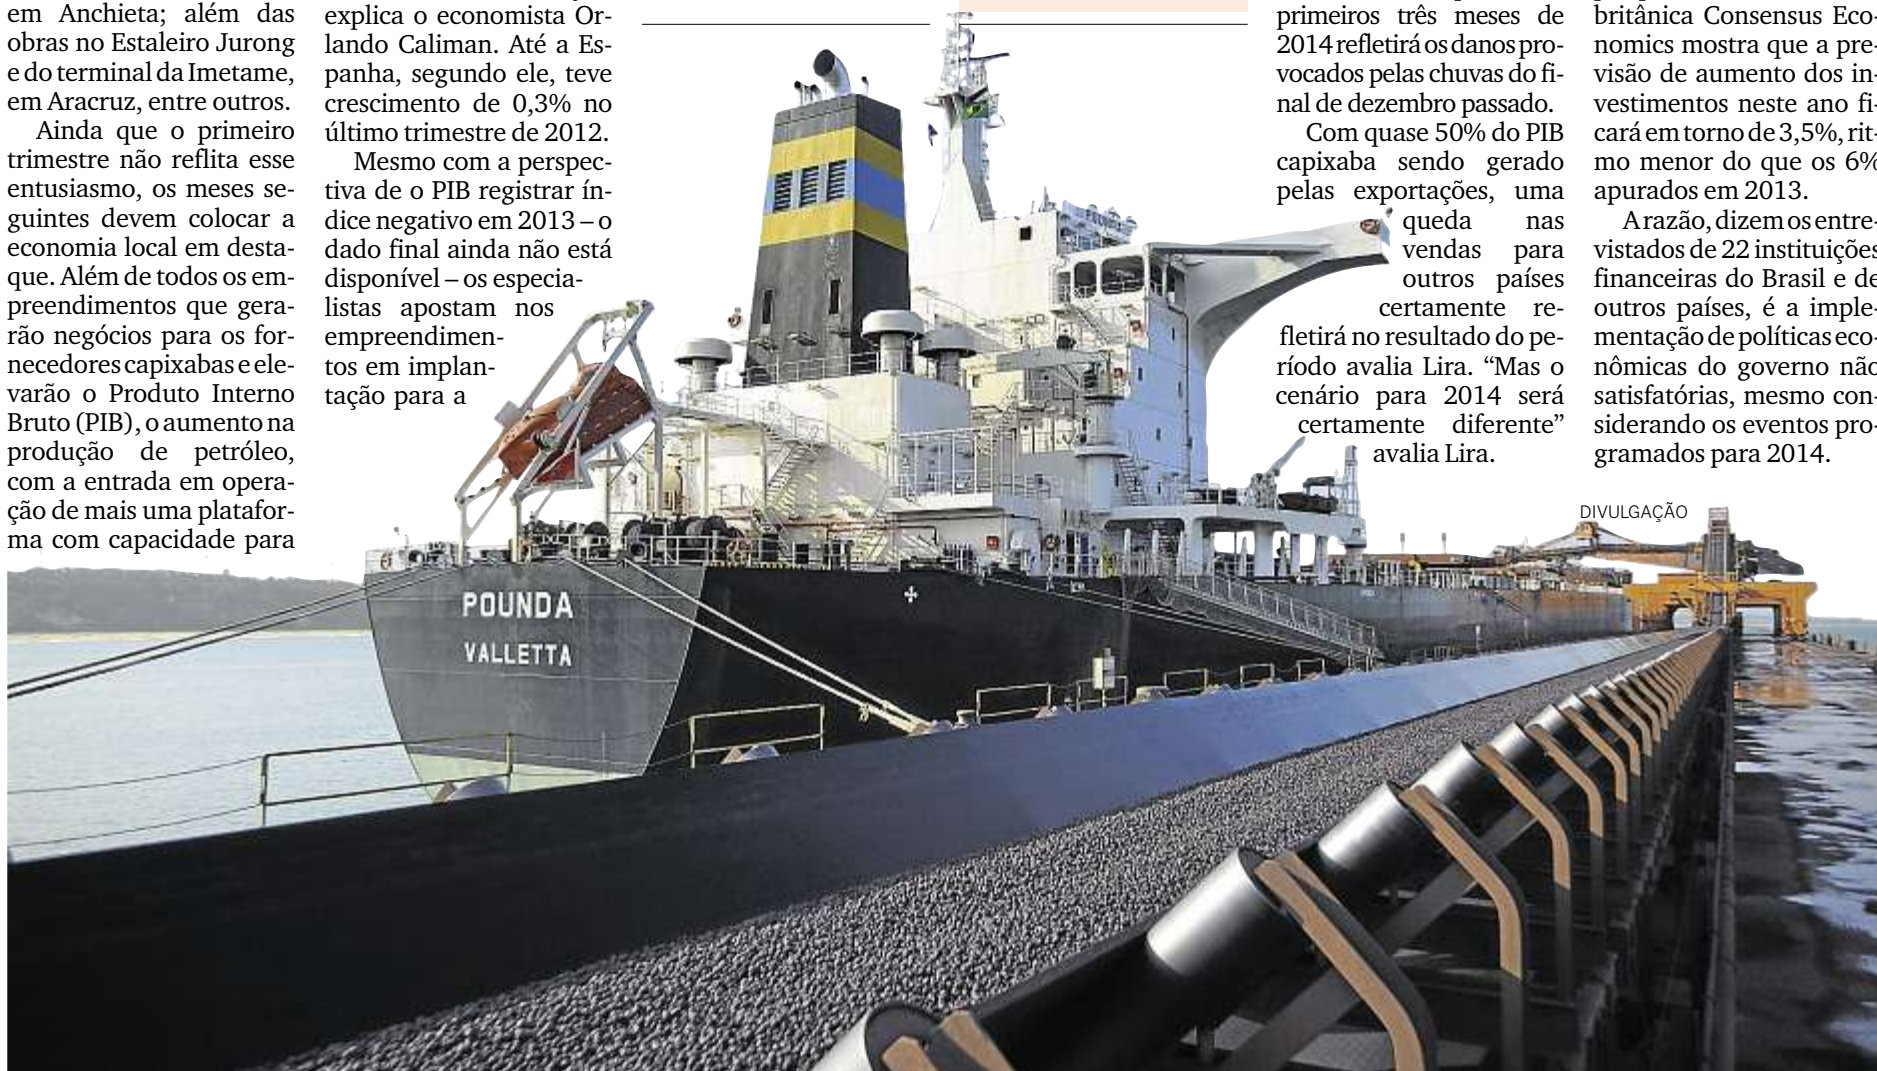 em Anchieta; além das
obras no Estaleiro Jurong
e do terminal da Imetame,
em Aracruz, entre outros.
Ainda que o primeiro
trimestre não reflita esse
entusiasmo, os meses se-
guintes devem colocar a
economia local em desta-
que. Além de todos os em-
preendimentos que gera-
rão negócios para os for-
necedores capixabas e ele-
varão o Produto Interno
Bruto (PIB), o aumento na
produção de petróleo,
com a entrada em opera-
ção de mais uma platafor-
ma com capacidade para
explica o economista Or-
lando Caliman. Até a Es-
panha, segundo ele, teve
crescimento de 0,3% no
último trimestre de 2012.
Mesmo com a perspec-
tiva de o PIB registrar ín-
dice negativo em 2013 – o
dado final ainda não está
disponível – os especia-
listas apostam nos
empreendimen-
tos em implan-
tação para a
primeiros três meses de
2014 refletirá os danos pro-
vocados pelas chuvas do fi-
nal de dezembro passado.
Com quase 50% do PIB
capixaba sendo gerado
pelas exportações, uma
queda nas
vendas para
outros países
certamente re-
fletirá no resultado do pe-
ríodo avalia Lira. “Mas o
cenário para 2014 será
certamente diferente”
avalia Lira.
britânica Consensus Eco-
nomics mostra que a pre-
visão de aumento dos in-
vestimentos neste ano fi-
cará em torno de 3,5%, rit-
mo menor do que os 6%
apurados em 2013.
A razão, dizem os entre-
vistados de 22 instituições
financeiras do Brasil e de
outros países, é a imple-
mentação de políticas eco-
nômicas do governo não
satisfatórias, mesmo con-
siderando os eventos pro-
gramados para 2014.
DIVULGAÇÃO
POUNDA
VALLETTA